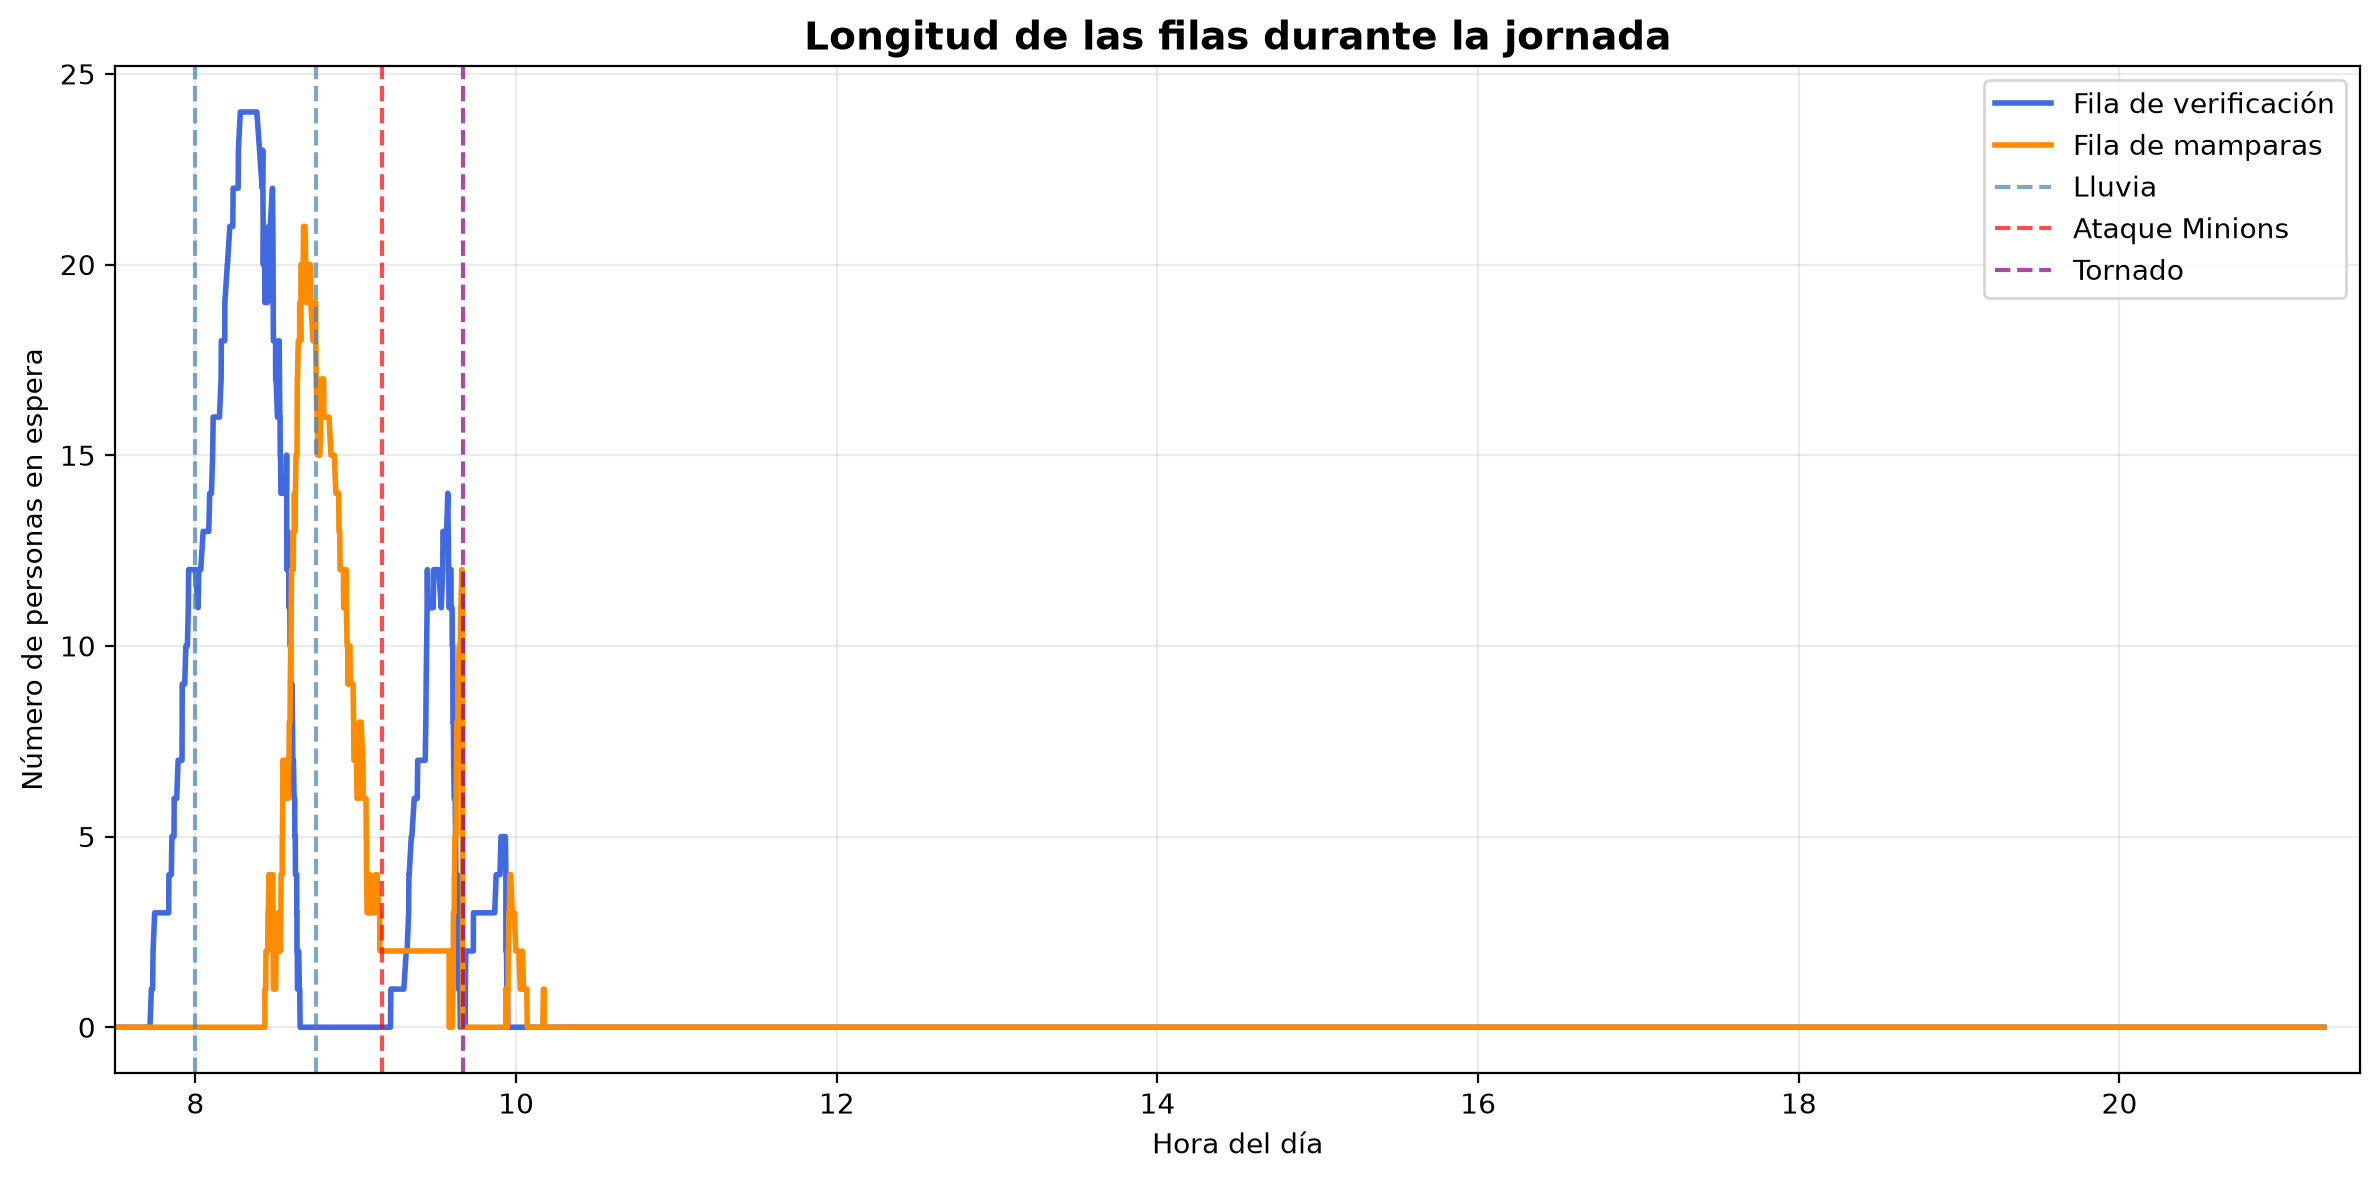 Longitud de las filas durante la jornada
Número de personas en espera
25
20
15
10
5
0
Fila de verificación
Fila de mamparas
Lluvia
Ataque Minions
Tornado
8 10 12 14 16 18 20
Hora del día